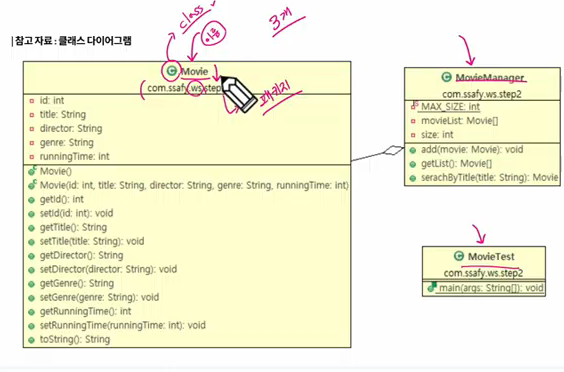 class
3개
이름
| 참고 자료 : 클래스 다이어그램
C Movie
com.ssafy.ws.step
패키지
id: int
title: String
director: String
genre: String
runningTime: int
Movie()
Movie(id: int, title: String, director: String, genre: String, runningTime: int)
getId(): int
setId(id: int): void
getTitle(): String
setTitle(title: String): void
getDirector(): String
setDirector(director: String): void
getGenre(): String
setGenre(genre: String): void
getRunningTime(): int
setRunningTime(runningTime: int): void
toString(): String
C MovieManager
com.ssafy.ws.step2
MAX_SIZE: int
movieList: Movie[]
size: int
add(movie: Movie): void
getList(): Movie[]
serachByTitle(title: String): Movie
C MovieTest
com.ssafy.ws.step2
main(args: String[]): void